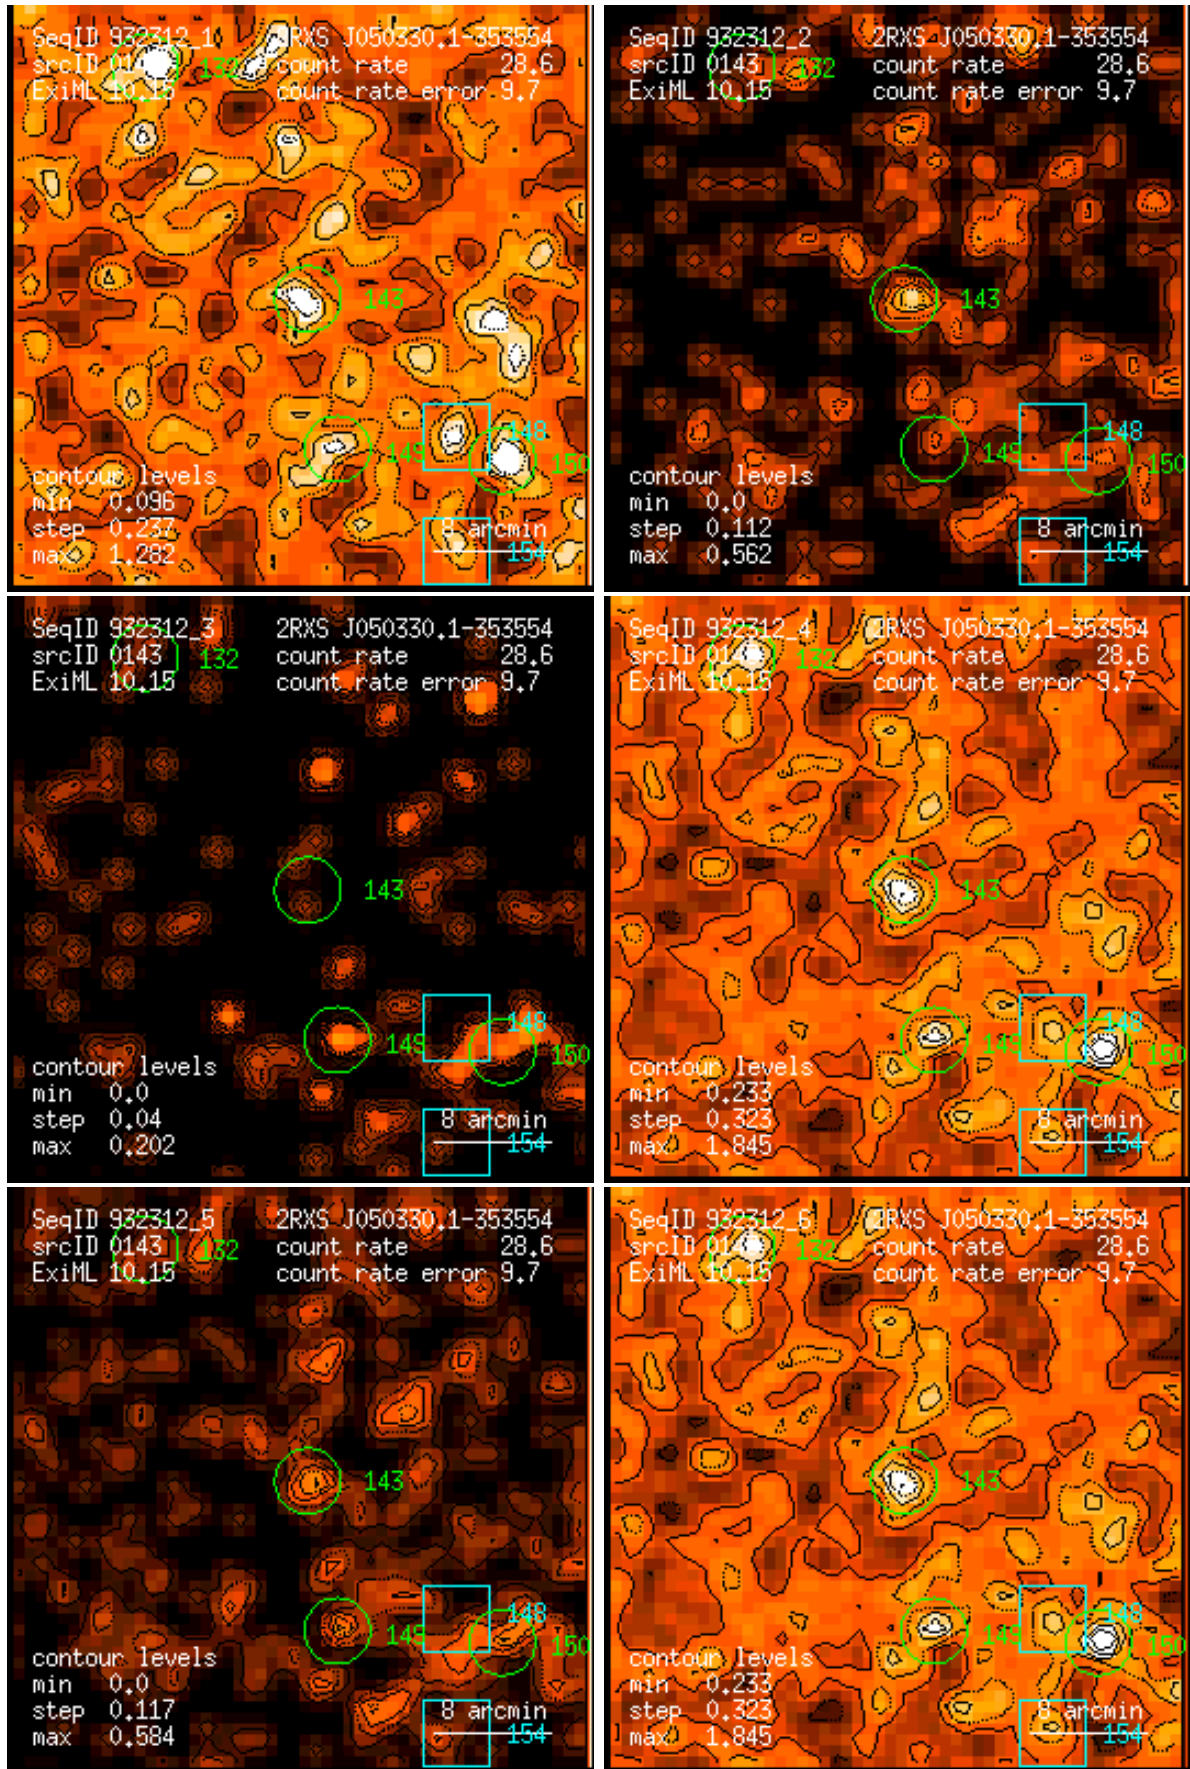 SeqID 932312_1 2RXS J050330.1-353554
srcID 0143 132 count rate 28.6
ExiML 10.15 count rate error 9.7
143
148
149 150
contour levels
min 0.096
step 0.237 8 arcmin
max 1.282 154
SeqID 932312_2 2RXS J050330.1-353554
srcID 0143 132 count rate 28.6
ExiML 10.15 count rate error 9.7
143
148
149 150
contour levels
min 0.0
step 0.112 8 arcmin
max 0.562 154
SeqID 932312_3 2RXS J050330.1-353554
srcID 0143 132 count rate 28.6
ExiML 10.15 count rate error 9.7
143
148
149 150
contour levels
min 0.0
step 0.04 8 arcmin
max 0.202 154
SeqID 932312_4 2RXS J050330.1-353554
srcID 0143 132 count rate 28.6
ExiML 10.15 count rate error 9.7
143
148
149 150
contour levels
min 0.233
step 0.323 8 arcmin
max 1.845 154
SeqID 932312_5 2RXS J050330.1-353554
srcID 0143 132 count rate 28.6
ExiML 10.15 count rate error 9.7
143
148
149 150
contour levels
min 0.0
step 0.117 8 arcmin
max 0.584 154
SeqID 932312_6 2RXS J050330.1-353554
srcID 0143 132 count rate 28.6
ExiML 10.15 count rate error 9.7
143
148
149 150
contour levels
min 0.233
step 0.323 8 arcmin
max 1.845 154